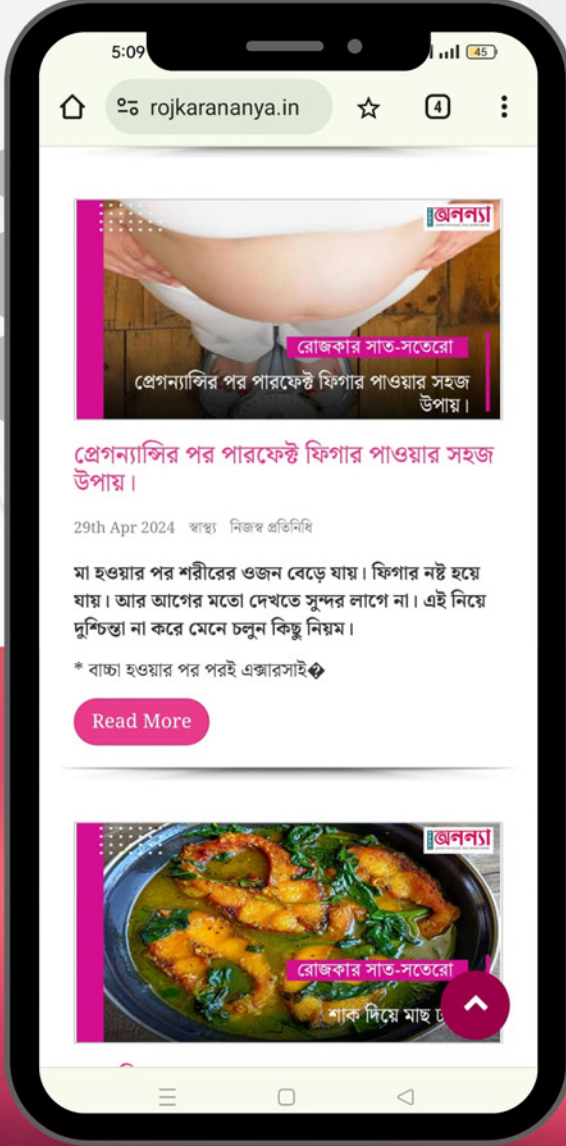 5:09
45
rojkarananya.in
4
অনন্যা
রোজকার সাত-সতেরো
প্রেগন্যান্সির পর পারফেক্ট ফিগার পাওয়ার সহজ
উপায়।
প্রেগন্যান্সির পর পারফেক্ট ফিগার পাওয়ার সহজ
উপায়।
29th Apr 2024 স্বাস্থ্য নিজস্ব প্রতিনিধি
মা হওয়ার পর শরীরের ওজন বেড়ে যায়। ফিগার নষ্ট হয়ে
যায়। আর আগের মতো দেখতে সুন্দর লাগে না। এই নিয়ে
দুশ্চিন্তা না করে মেনে চলুন কিছু নিয়ম।
* বাচ্চা হওয়ার পর পরই এক্সারসাই�
Read More
অনন্যা
রোজকার সাত-সতেরো
শাক দিয়ে মাছ